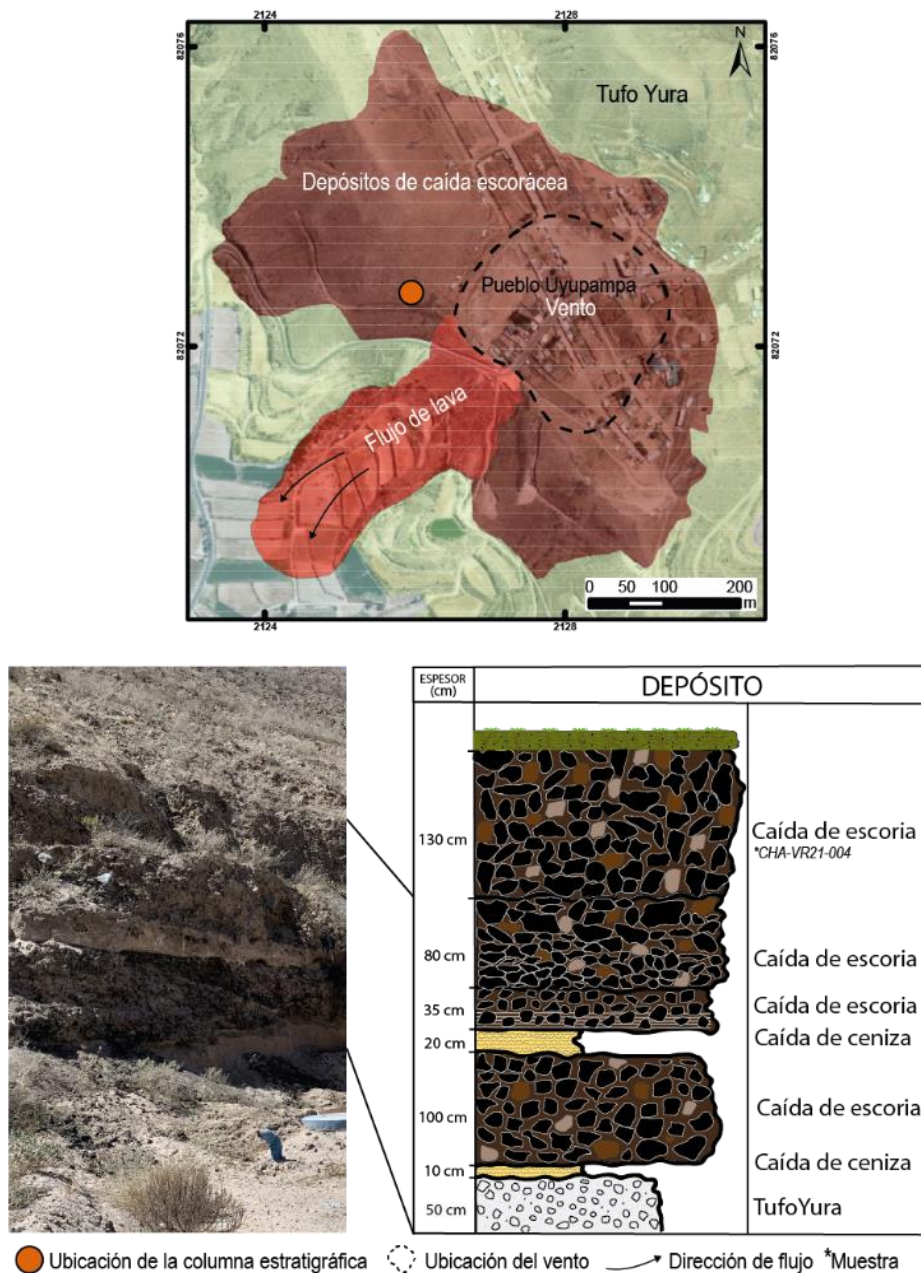 2124
2128
82076
82076
N
Tufo Yura
Depósitos de caída escorácea
Pueblo Uyupampa
Vento
82072
82072
Flujo de lava
0 50 100 200
m
2124
2128
ESPESOR
(cm)
DEPÓSITO
130 cm
Caída de escoria
*CHA-VR21-004
80 cm
Caída de escoria
35 cm
Caída de escoria
20 cm
Caída de ceniza
100 cm
Caída de escoria
10 cm
Caída de ceniza
50 cm
TufoYura
Ubicación de la columna estratigráfica
Ubicación del vento
Dirección de flujo
*Muestra